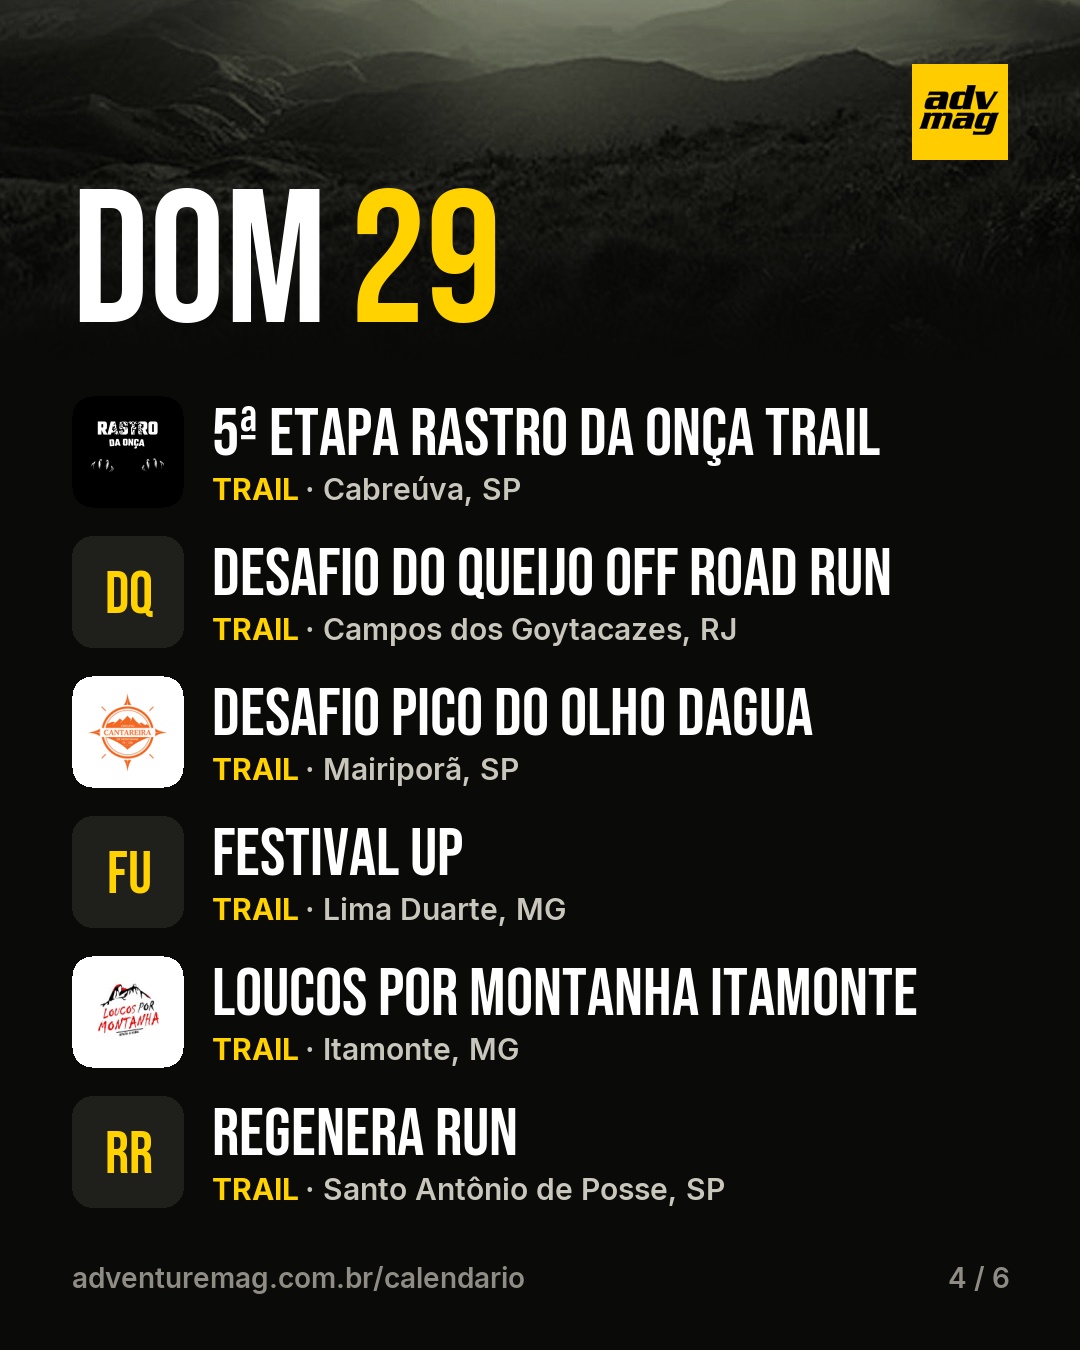 adv
mag
DOM 29
RASTRO
DA ONÇA
5ª ETAPA RASTRO DA ONÇA TRAIL
TRAIL · Cabreúva, SP
DQ
DESAFIO DO QUEIJO OFF ROAD RUN
TRAIL · Campos dos Goytacazes, RJ
CANTAREIRA
DESAFIO PICO DO OLHO DAGUA
TRAIL · Mairiporã, SP
FU
FESTIVAL UP
TRAIL · Lima Duarte, MG
LOUCOS POR
MONTANHA
LOUCOS POR MONTANHA ITAMONTE
TRAIL · Itamonte, MG
RR
REGENERA RUN
TRAIL · Santo Antônio de Posse, SP
adventuremag.com.br/calendario
4 / 6